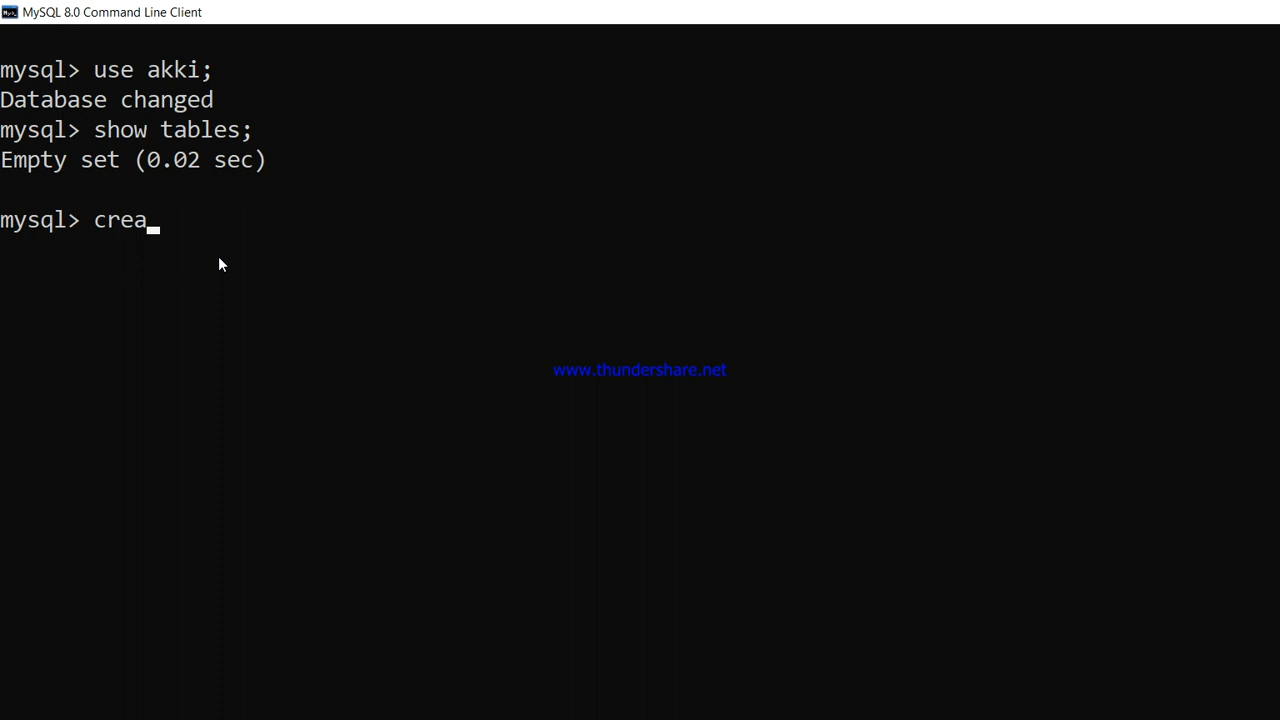 MySQL 8.0 Command Line Client
mysql> use akki;
Database changed
mysql> show tables;
Empty set (0.02 sec)
mysql> crea
www.thundershare.net